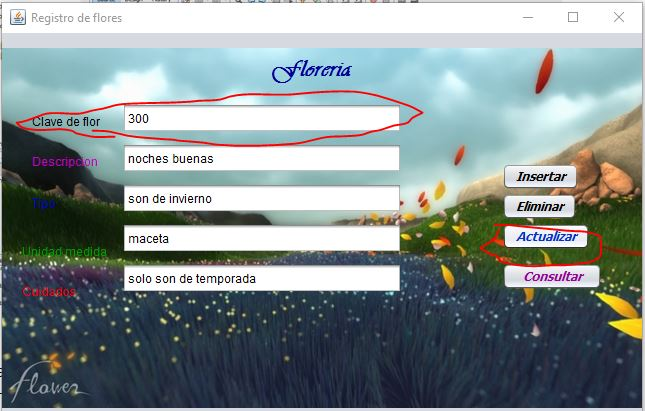 Registro de flores
Floreria
Clave de flor 300
Descripcion noches buenas
Tipo son de invierno
Unidad medida maceta
Cuidados solo son de temporada
Insertar
Eliminar
Actualizar
Consultar
Flower